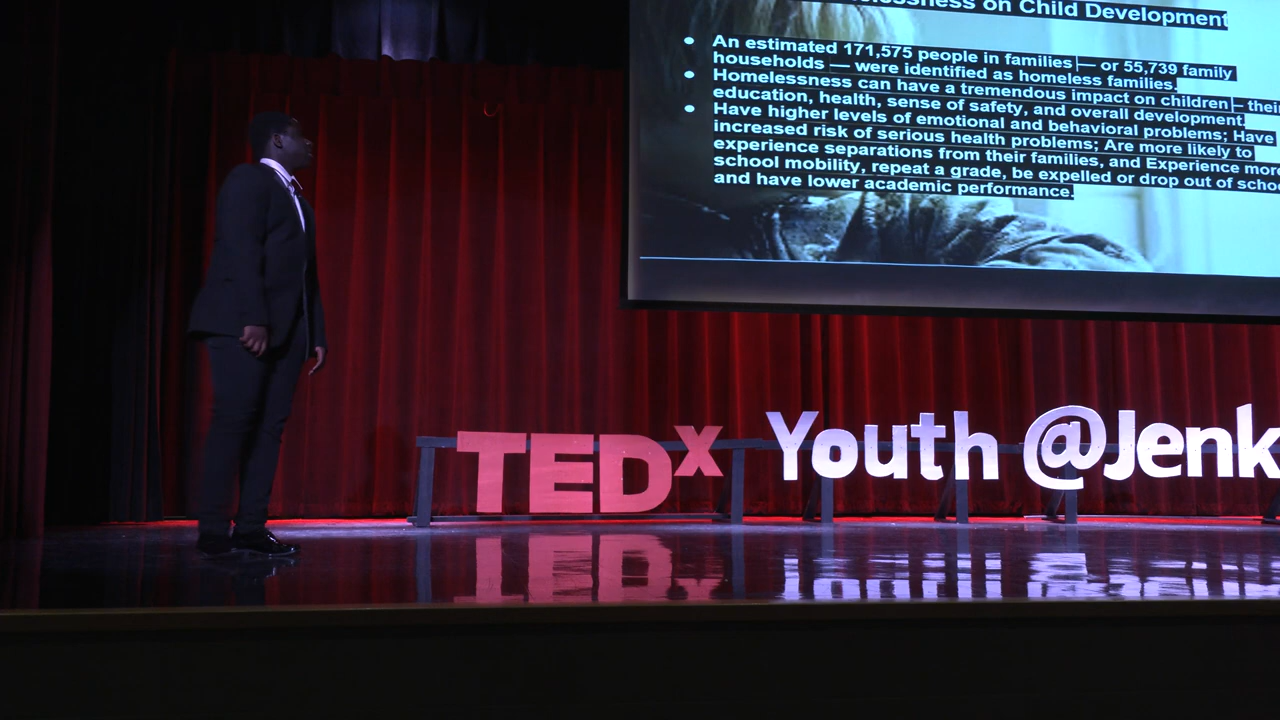 on Child Development
● An estimated 171,575 people in families — or 55,739 family
households — were identified as homeless families.
● Homelessness can have a tremendous impact on children — their
education, health, sense of safety, and overall development.
● Have higher levels of emotional and behavioral problems; Have
increased risk of serious health problems; Are more likely to
experience separations from their families, and Experience more
school mobility, repeat a grade, be expelled or drop out of
and have lower academic performance.
TEDx Youth @Jenk